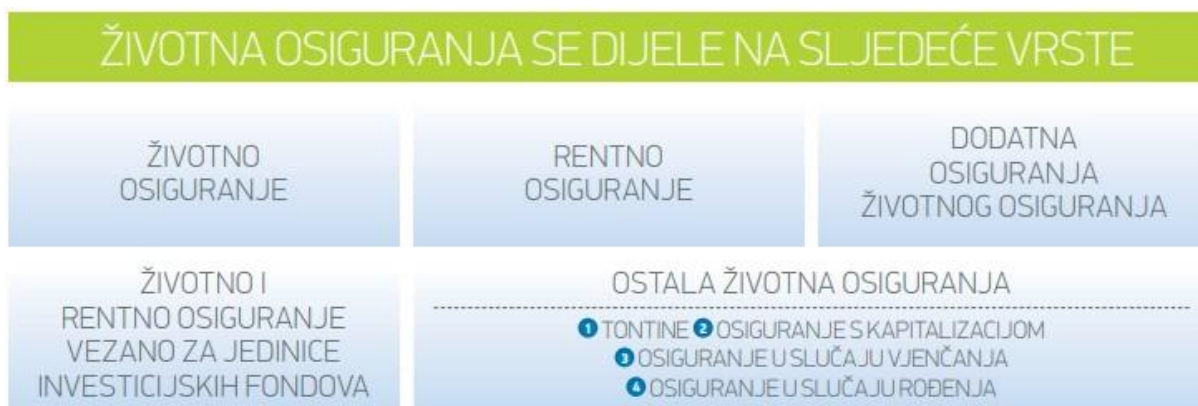 ŽIVOTNA OSIGURANJA SE DIJELE NA SLJEDEĆE VRSTE
ŽIVOTNO
OSIGURANJE
RENTNO
OSIGURANJE
DODATNA
OSIGURANJA
ŽIVOTNOG OSIGURANJA
ŽIVOTNO I
RENTNO OSIGURANJE
VEZANO ZA JEDINICE
INVESTICIJSKIH FONDOVA
OSTALA ŽIVOTNA OSIGURANJA
1 TONTINE 2 OSIGURANJE S KAPITALIZACIJOM
3 OSIGURANJE U SLUČAJU VJENČANJA
4 OSIGURANJE U SLUČAJU ROĐENJA